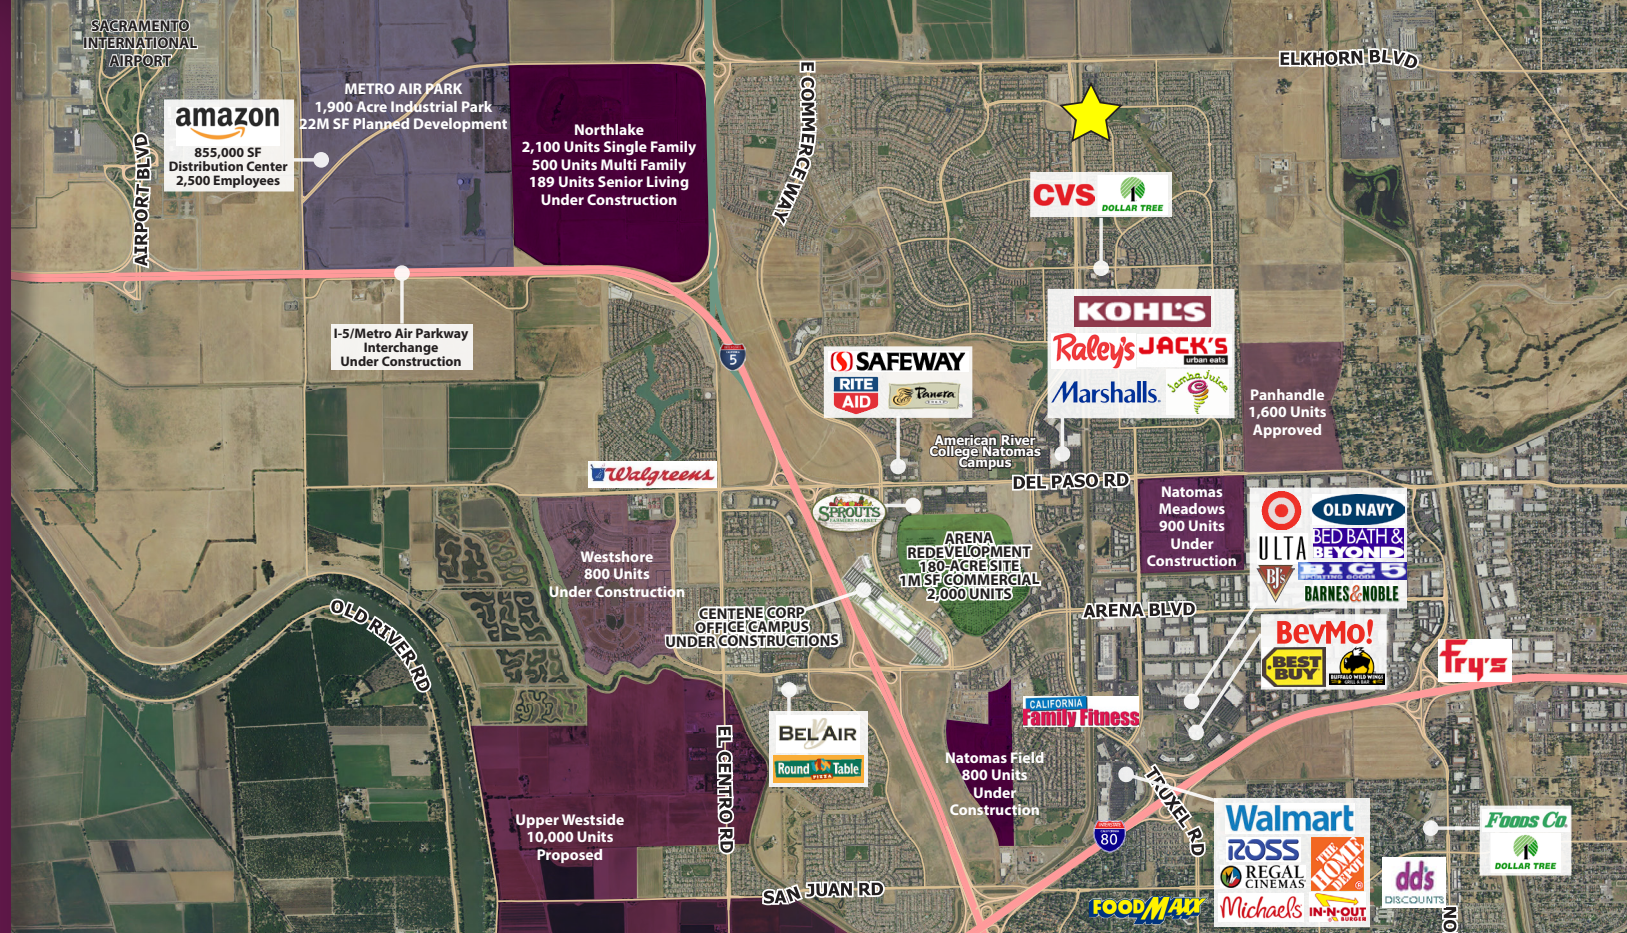 SACRAMENTO
INTERNATIONAL
AIRPORT
ELKHORN BLVD
METRO AIR PARK
1,900 Acre Industrial Park
22M SF Planned Development
amazon
855,000 SF
Distribution Center
2,500 Employees
AIRPORT BLVD
Northlake
2,100 Units Single Family
500 Units Multi Family
189 Units Senior Living
Under Construction
E COMMERCE WAY
CVS
DOLLAR TREE
I-5/Metro Air Parkway
Interchange
Under Construction
5
KOHL'S
Raley's
JACK'S
urban eats
Marshalls.
Jamba Juice
SAFEWAY
RITE
AID
Panera
BREAD
Panhandle
1,600 Units
Approved
American River
College Natomas
Campus
Walgreens
DEL PASO RD
SPROUTS
FARMERS MARKET
Natomas
Meadows
900 Units
Under
Construction
OLD NAVY
ULTA
BED BATH &
BEYOND
BJ's
BIG 5
SPORTING GOODS
BARNES&NOBLE
ARENA
REDEVELOPMENT
180-ACRE SITE
1M SF COMMERCIAL
2,000 UNITS
Westshore
800 Units
Under Construction
CENTENE CORP
OFFICE CAMPUS
UNDER CONSTRUCTIONS
ARENA BLVD
OLD RIVER RD
BevMo!
BEST
BUY
BUFFALO WILD WINGS
GRILL & BAR
fry's
CALIFORNIA
Family Fitness
BEL AIR
Round Table
PIZZA
EL CENTRO RD
Natomas Field
800 Units
Under
Construction
TRUXEL RD
80
Upper Westside
10,000 Units
Proposed
Walmart
ROSS
REGAL
CINEMAS
THE
HOME
DEPOT
Michaels
IN-N-OUT
BURGER
Foods Co.
DOLLAR TREE
dd's
DISCOUNTS
SAN JUAN RD
FOODMAXX
NO